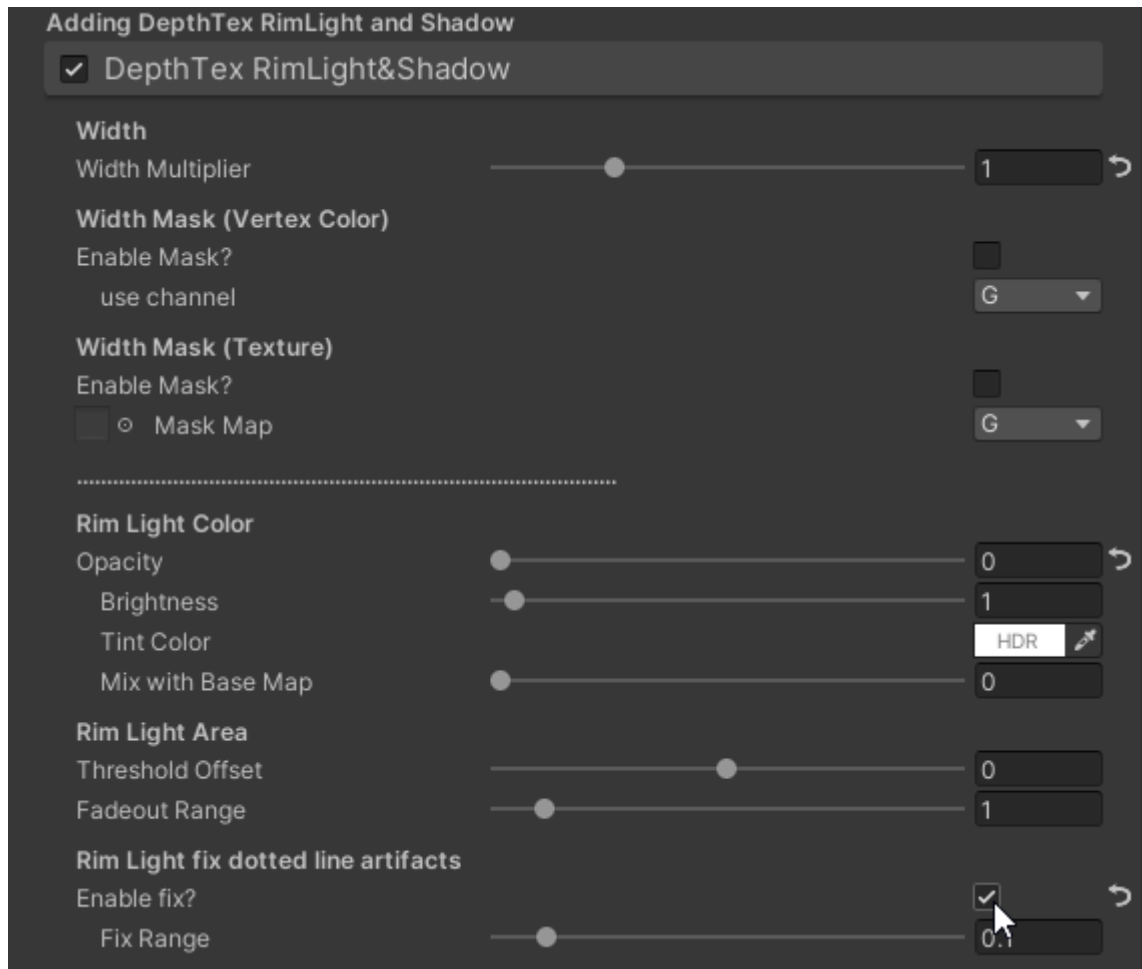 Adding DepthTex RimLight and Shadow
DepthTex RimLight&Shadow
Width
Width Multiplier 1
Width Mask (Vertex Color)
Enable Mask?
use channel G
Width Mask (Texture)
Enable Mask?
Mask Map G
Rim Light Color
Opacity 0
Brightness 1
Tint Color HDR
Mix with Base Map 0
Rim Light Area
Threshold Offset 0
Fadeout Range 1
Rim Light fix dotted line artifacts
Enable fix?
Fix Range 0.1